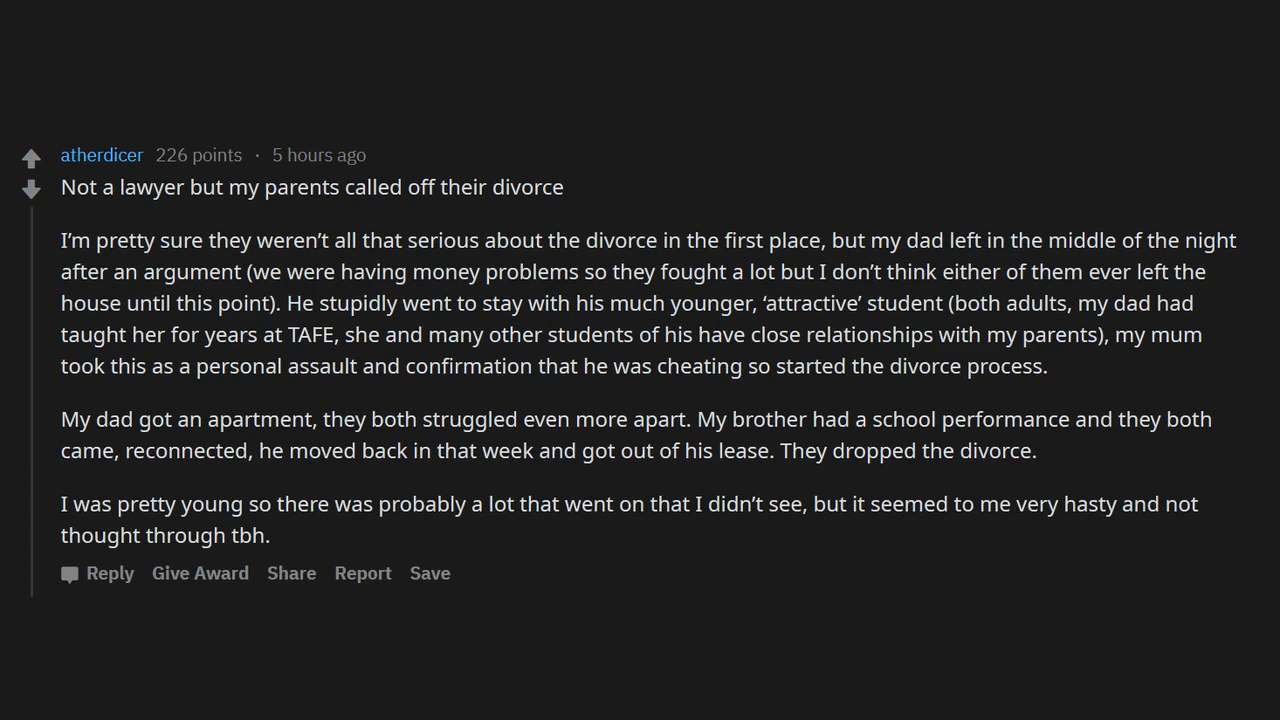 atherdicer 226 points · 5 hours ago
Not a lawyer but my parents called off their divorce
I’m pretty sure they weren’t all that serious about the divorce in the first place, but my dad left in the middle of the night
after an argument (we were having money problems so they fought a lot but I don’t think either of them ever left the
house until this point). He stupidly went to stay with his much younger, ‘attractive’ student (both adults, my dad had
taught her for years at TAFE, she and many other students of his have close relationships with my parents), my mum
took this as a personal assault and confirmation that he was cheating so started the divorce process.
My dad got an apartment, they both struggled even more apart. My brother had a school performance and they both
came, reconnected, he moved back in that week and got out of his lease. They dropped the divorce.
I was pretty young so there was probably a lot that went on that I didn’t see, but it seemed to me very hasty and not
thought through tbh.
Reply Give Award Share Report Save